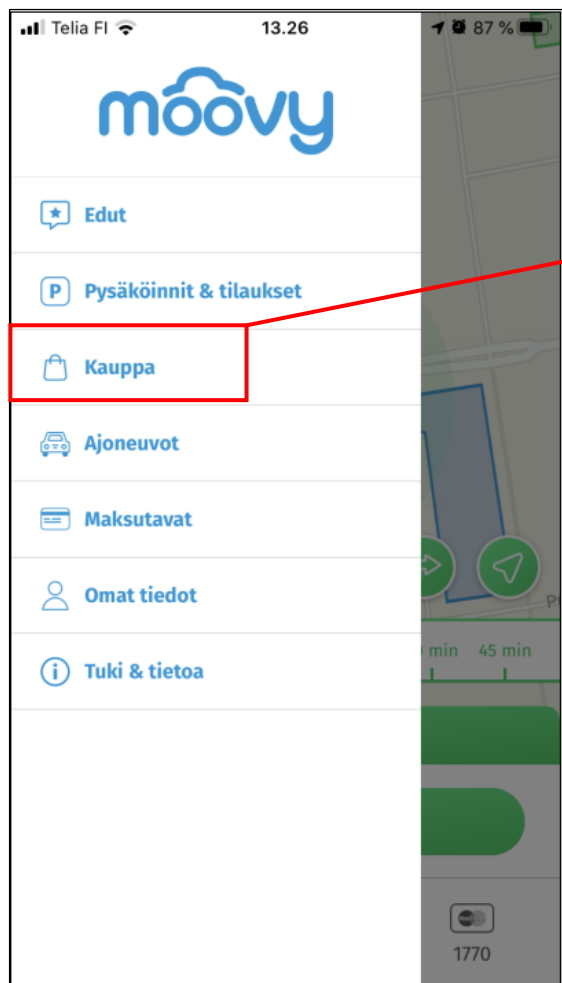 Telia FI 13.26 87 %
moovy
Edut
Pysäköinnit & tilaukset
Kauppa
Ajoneuvot
Maksutavat
Omat tiedot
Tuki & tietoa
min 45 min
1770